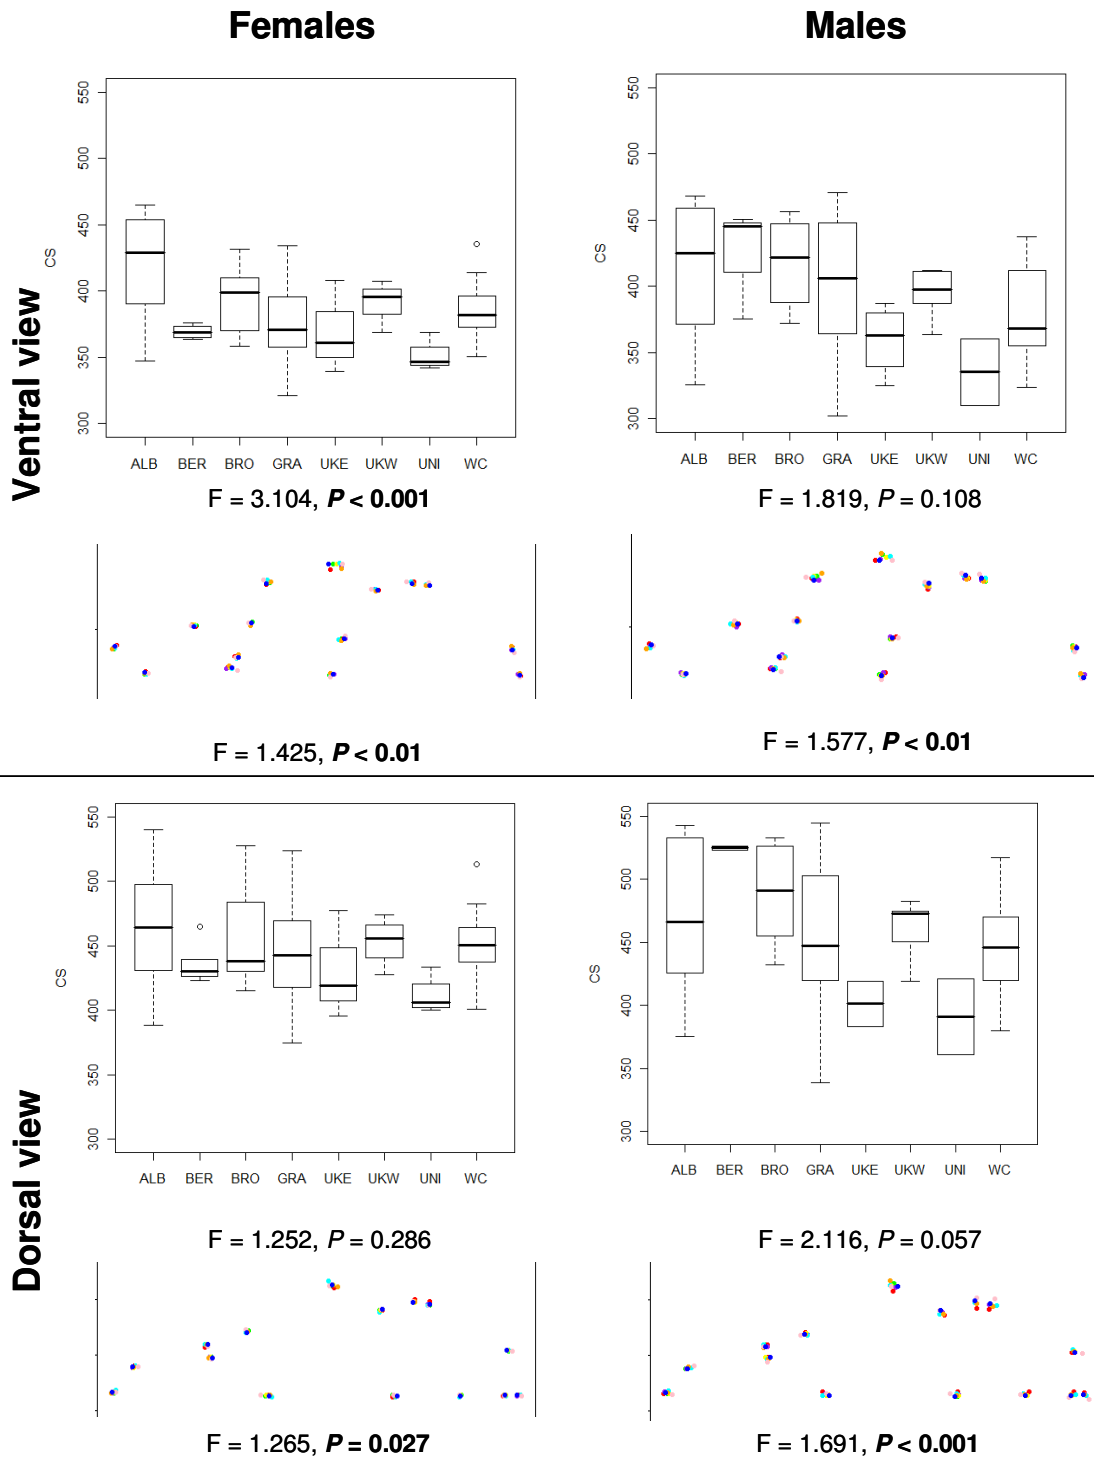 Females Males
Ventral view
CS
550
500
450
400
350
300
ALB BER BRO GRA UKE UKW UNI WC
F = 3.104, P < 0.001
CS
550
500
450
400
350
300
ALB BER BRO GRA UKE UKW UNI WC
F = 1.819, P = 0.108
F = 1.425, P < 0.01
F = 1.577, P < 0.01
Dorsal view
CS
550
500
450
400
350
300
ALB BER BRO GRA UKE UKW UNI WC
F = 1.252, P = 0.286
CS
550
500
450
400
350
300
ALB BER BRO GRA UKE UKW UNI WC
F = 2.116, P = 0.057
F = 1.265, P = 0.027
F = 1.691, P < 0.001